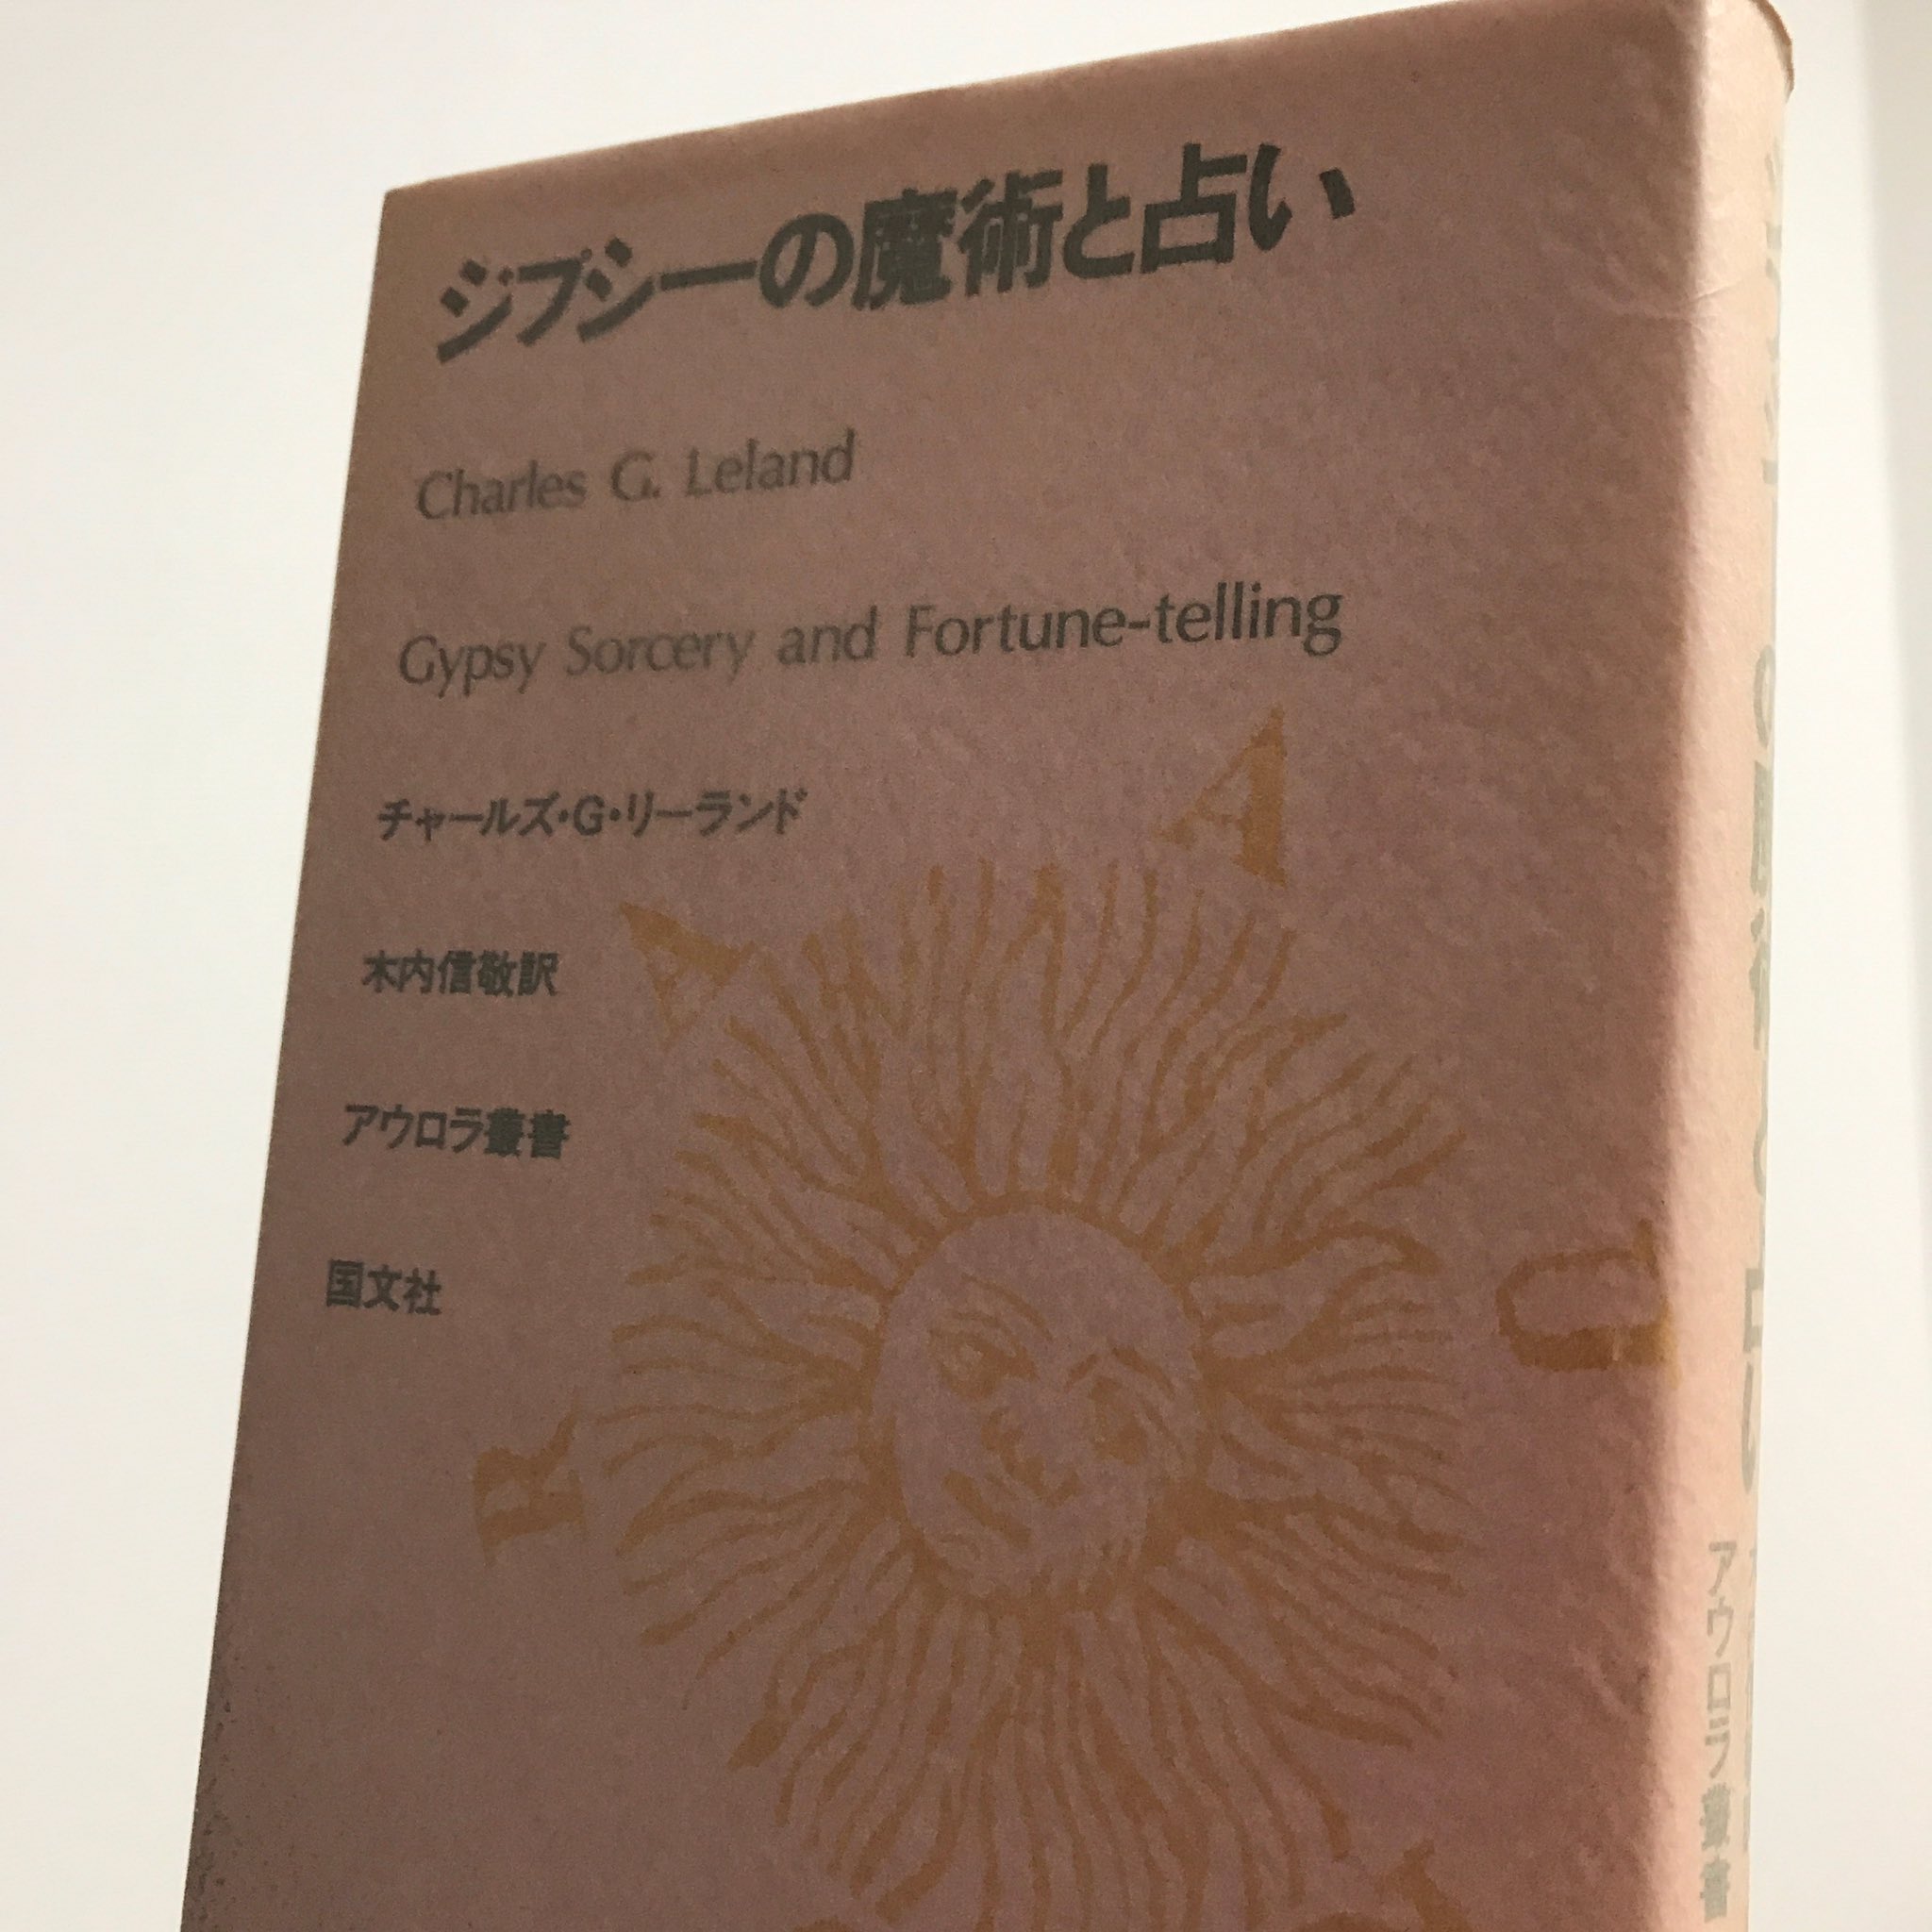 ジプシーの魔術と占い
Charles G. Leland
Gypsy Sorcery and Fortune-telling
チャールズ・G・リーランド
木内信敬訳
アウロラ叢書
国文社
アウロラ叢書